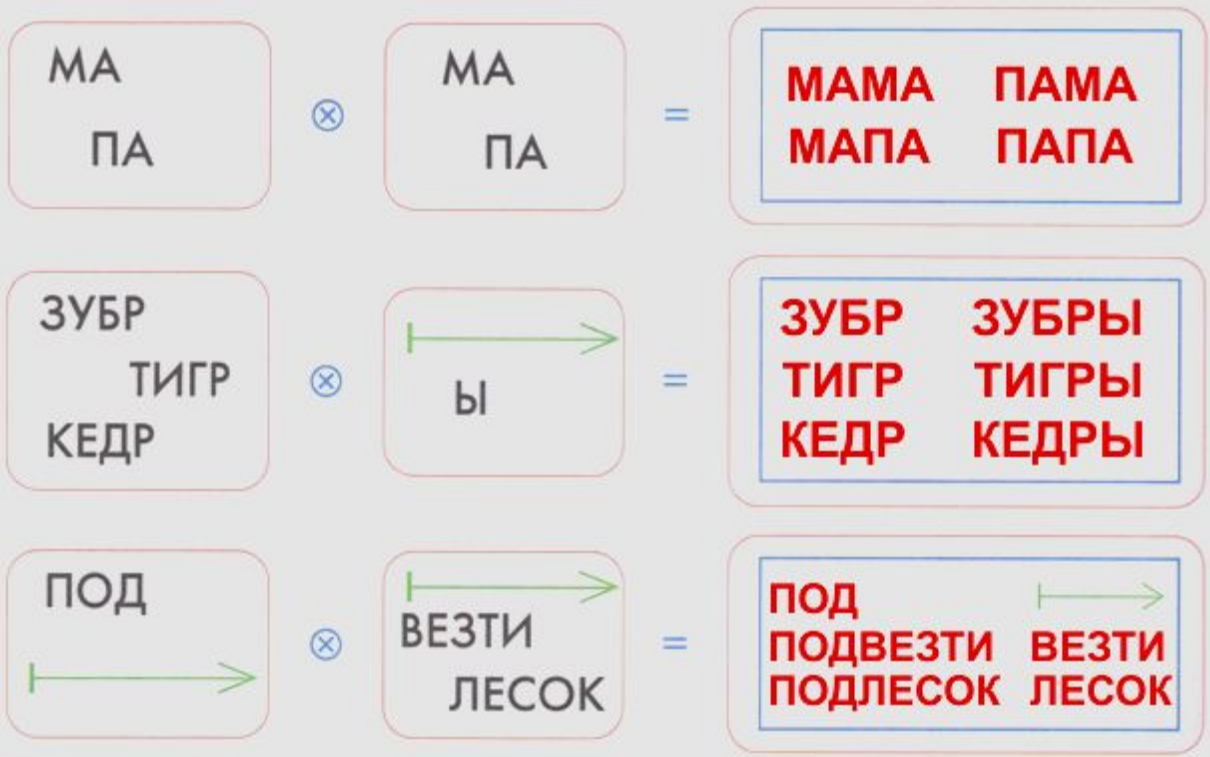 МА
ПА
⊗
МА
ПА
=
МАМА ПАМА
МАПА ПАПА
ЗУБР
ТИГР
КЕДР
⊗
Ы
=
ЗУБР ЗУБРЫ
ТИГР ТИГРЫ
КЕДР КЕДРЫ
ПОД
⊗
ВЕЗТИ
ЛЕСОК
=
ПОД
ПОДВЕЗТИ ВЕЗТИ
ПОДЛЕСОК ЛЕСОК